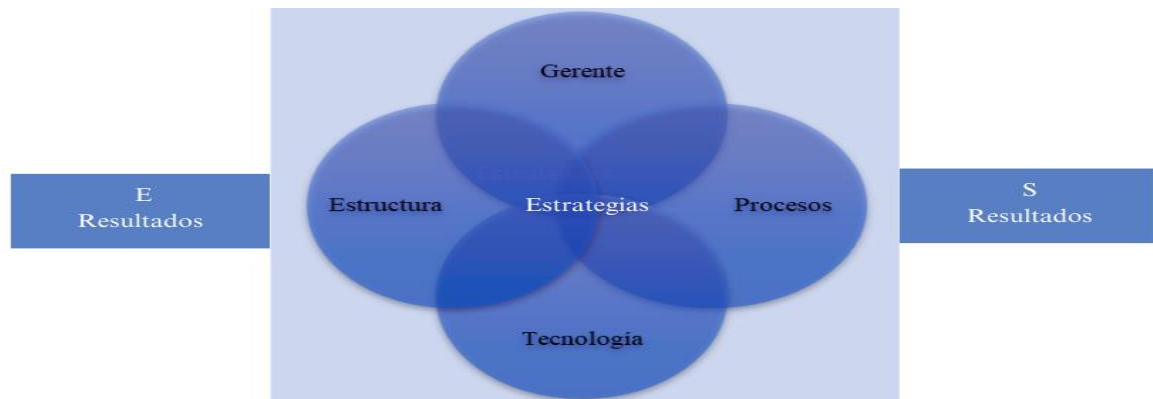 Gerente
E
Resultados
Estructura
Estrategias
Procesos
S
Resultados
Tecnología